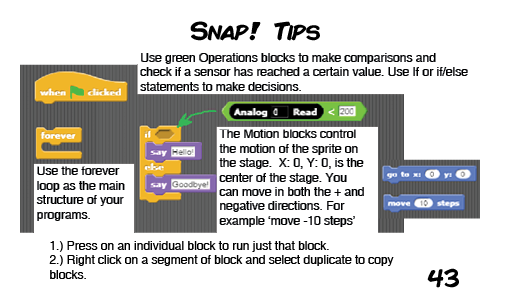 Snap! Tips
Use green Operations blocks to make comparisons and
check if a sensor has reached a certain value. Use If or if/else
statements to make decisions.
when clicked
Analog 0 Read < 200
forever
if
say Hello!
else
say Goodbye!
Use the forever
loop as the main
structure of your
programs.
The Motion blocks control
the motion of the sprite on
the stage.  X: 0, Y: 0, is the
center of the stage. You
can move in both the + and
negative directions. For
example ‘move -10 steps’
go to x: 0 y: 0
move 10 steps
1.) Press on an individual block to run just that block.
2.) Right click on a segment of block and select duplicate to copy
blocks.
43